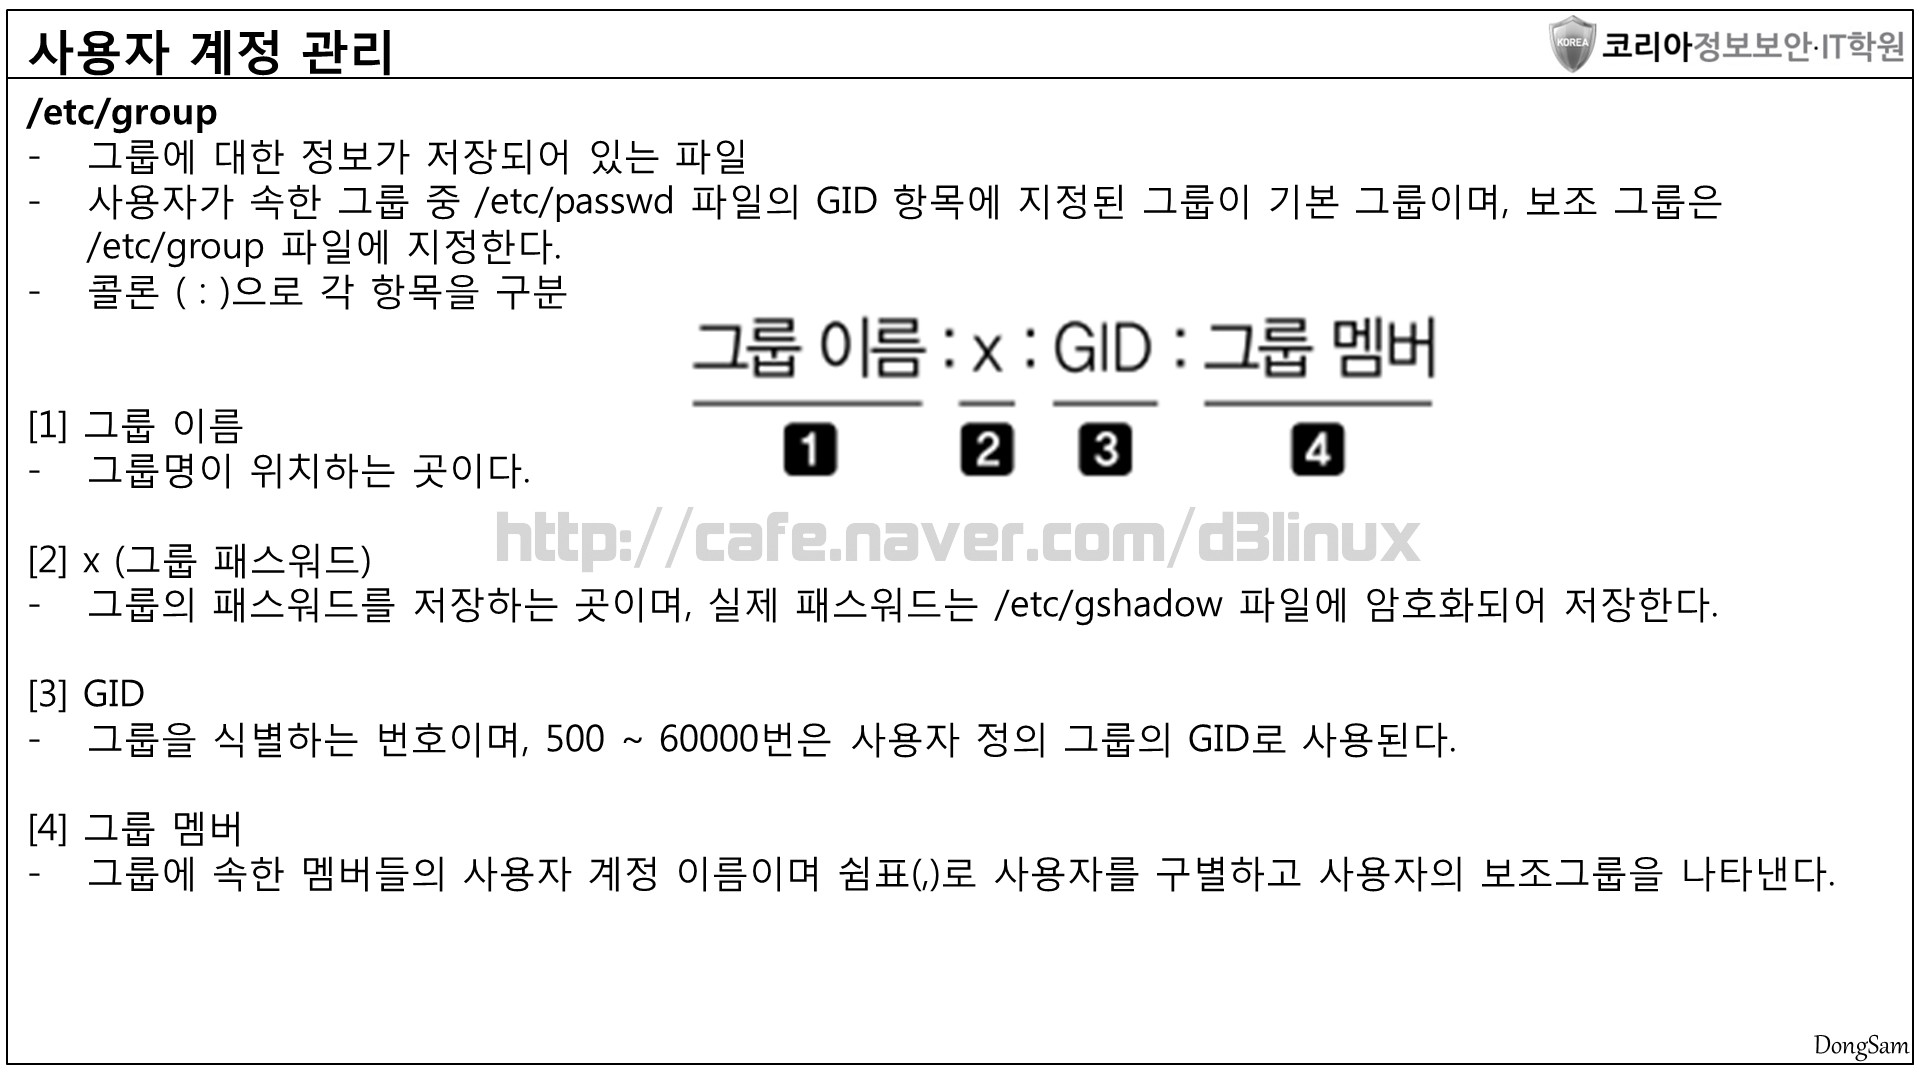 사용자 계정 관리
KOREA
코리아정보보안·IT학원
/etc/group
- 그룹에 대한 정보가 저장되어 있는 파일
- 사용자가 속한 그룹 중 /etc/passwd 파일의 GID 항목에 지정된 그룹이 기본 그룹이며, 보조 그룹은
/etc/group 파일에 지정한다.
- 콜론 ( : )으로 각 항목을 구분
그룹 이름 : x : GID : 그룹 멤버
1 2 3 4
[1] 그룹 이름
- 그룹명이 위치하는 곳이다.
http://cafe.naver.com/d3linux
[2] x (그룹 패스워드)
- 그룹의 패스워드를 저장하는 곳이며, 실제 패스워드는 /etc/gshadow 파일에 암호화되어 저장한다.
[3] GID
- 그룹을 식별하는 번호이며, 500 ~ 60000번은 사용자 정의 그룹의 GID로 사용된다.
[4] 그룹 멤버
- 그룹에 속한 멤버들의 사용자 계정 이름이며 쉼표(,)로 사용자를 구별하고 사용자의 보조그룹을 나타낸다.
DongSam